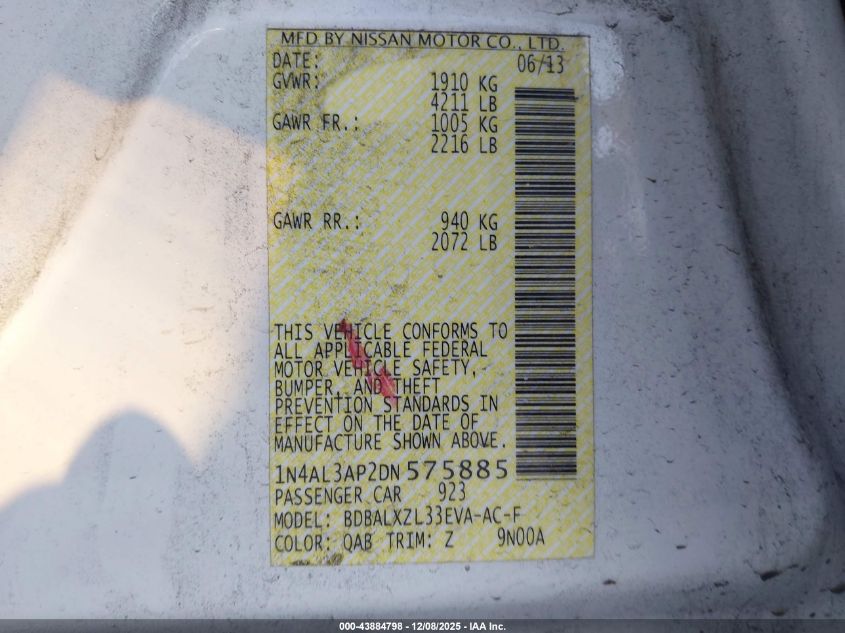 MFD BY NISSAN MOTOR CO., LTD.
DATE: 06/13
GVWR: 1910 KG
4211 LB
GAWR FR.: 1005 KG
2216 LB
GAWR RR.: 940 KG
2072 LB
THIS VEHICLE CONFORMS TO
ALL APPLICABLE FEDERAL
MOTOR VEHICLE SAFETY,
BUMPER, AND THEFT
PREVENTION STANDARDS IN
EFFECT ON THE DATE OF
MANUFACTURE SHOWN ABOVE.
1N4AL3AP2DN575885
PASSENGER CAR 923
MODEL: BDBALXZL33EVA-AC-F
COLOR: QAB TRIM: Z 9N00A
000-43884798 - 12/08/2025 - IAA Inc.